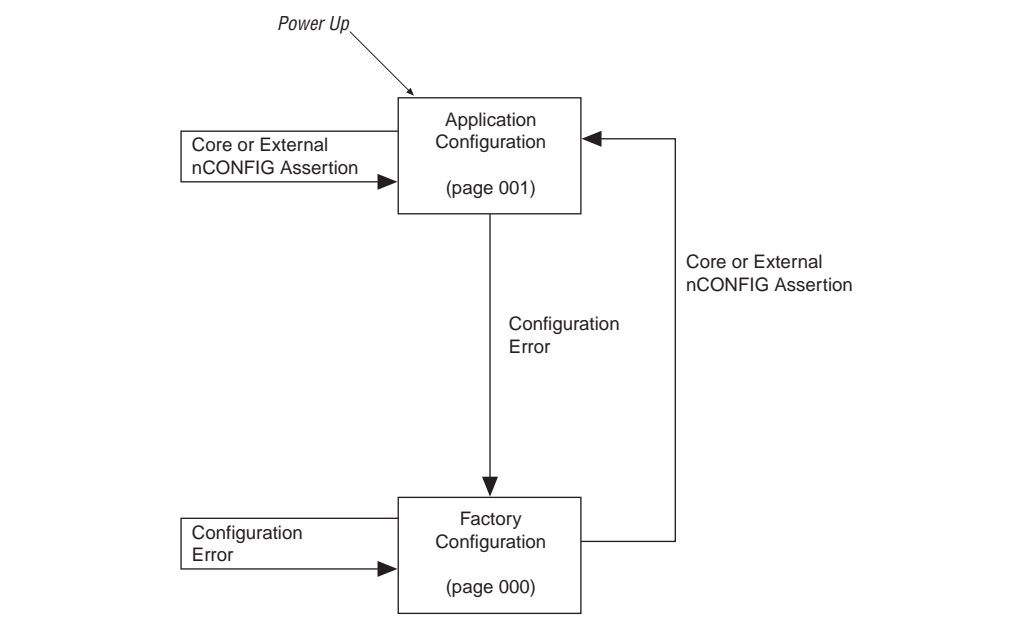 Power Up
Application
Configuration
(page 001)
Core or External
nCONFIG Assertion
Core or External
nCONFIG Assertion
Configuration
Error
Factory
Configuration
(page 000)
Configuration
Error